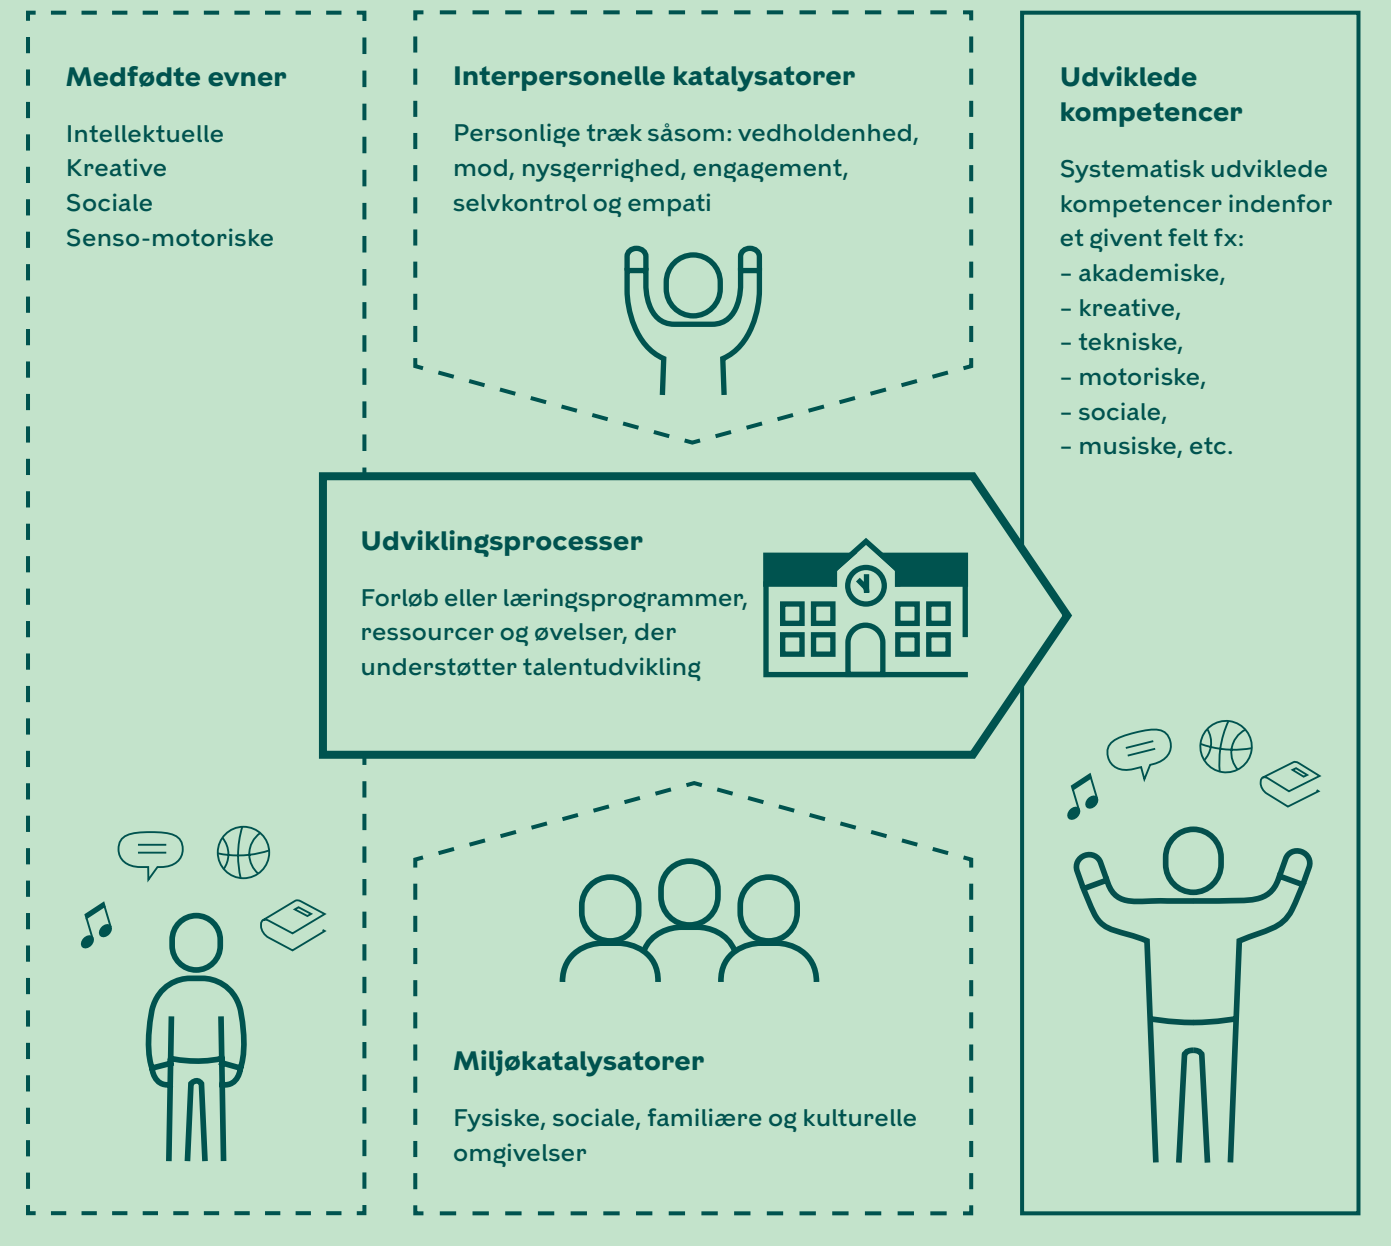 Medfødte evner
Intellektuelle
Kreative
Sociale
Senso-motoriske
Interpersonelle katalysatorer
Personlige træk såsom: vedholdenhed,
mod, nysgerrighed, engagement,
selvkontrol og empati
Udviklingsprocesser
Forløb eller læringsprogrammer,
ressourcer og øvelser, der
understøtter talentudvikling
Miljøkatalysatorer
Fysiske, sociale, familiære og kulturelle
omgivelser
Udviklede
kompetencer
Systematisk udviklede
kompetencer indenfor
et givent felt fx:
– akademiske,
– kreative,
– tekniske,
– motoriske,
– sociale,
– musiske, etc.